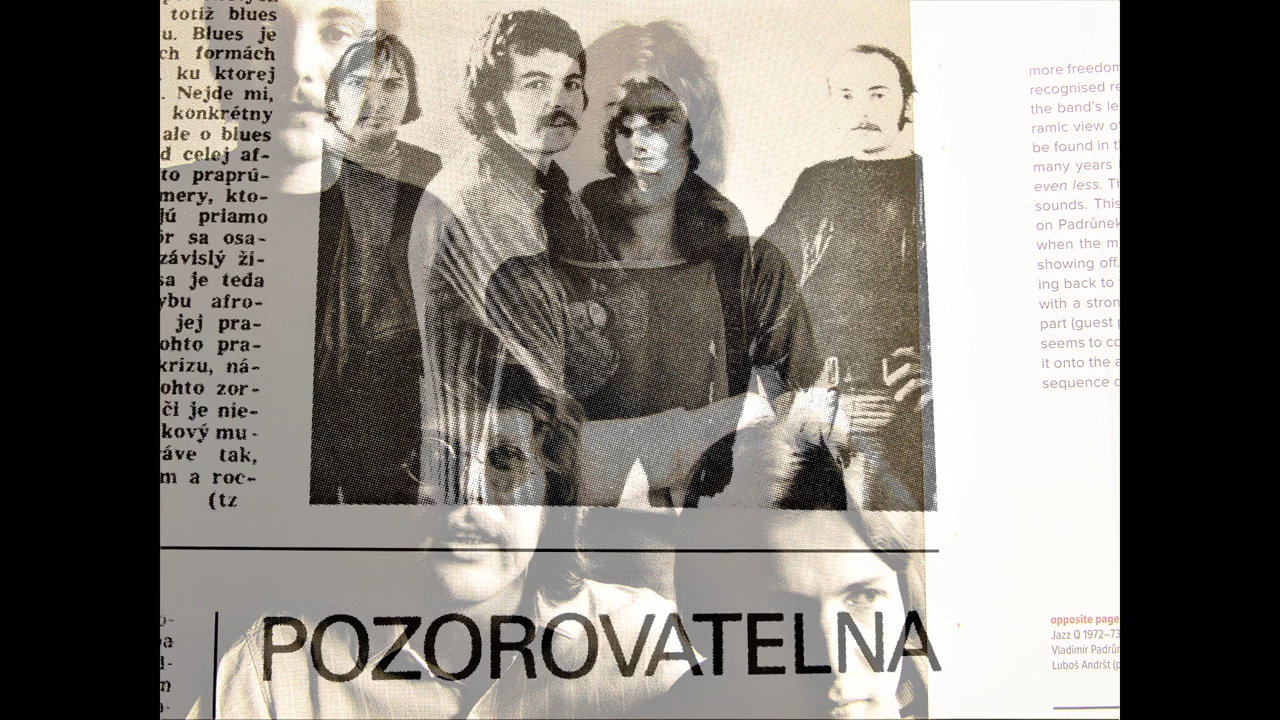 totiž blues
u. Blues je
ch formách
ku ktorej
. Nejde mi,
konkrétny
ale o blues
d celej af-
to praprú-
mery, kto-
jú priamo
ôr sa osa-
závislý ži-
sa je teda
ybu afro-
jej pra-
ohto pra-
krízu, ná-
ohto zor-
či je nie-
kový mu-
áve tak,
m a roc-
(tz
POZOROVATELNA
more freedom
recognised re
the band's le
ramic view o
be found in t
many years
even less. Th
sounds. This
on Padrůnek
when the m
showing off.
ing back to
with a stron
part (guest
seems to co
it onto the a
sequence o
opposite page
Jazz Q 1972–73
Vladimír Padrůn
Luboš Andršt (p